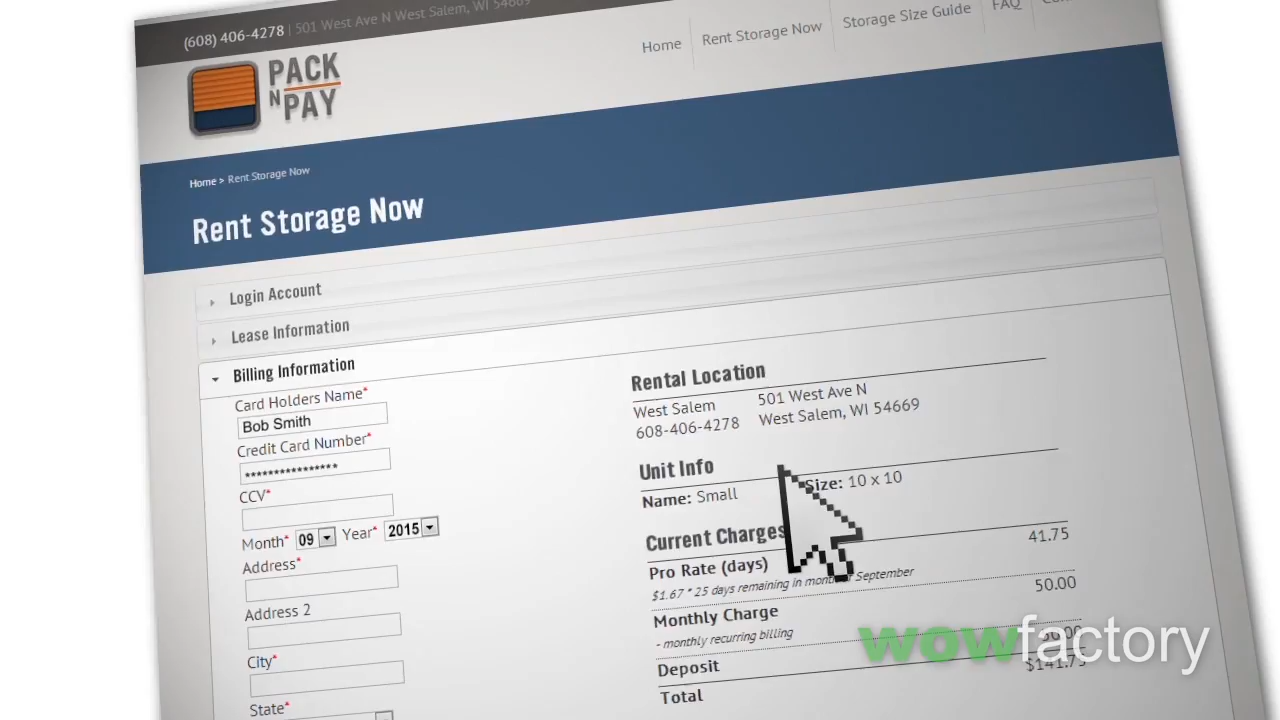 (608) 406-4278 | 501 West Ave N West Salem, WI 54669
PACK
N PAY
Home
Rent Storage Now
Storage Size Guide
FAQ
Home > Rent Storage Now
Rent Storage Now
Login Account
Lease Information
Billing Information
Card Holders Name*
Bob Smith
Credit Card Number*
****************
CCV*
Month* 09 Year* 2015
Address*
Address 2
City*
State*
Rental Location
West Salem 501 West Ave N
608-406-4278 West Salem, WI 54669
Unit Info
Name: Small Size: 10 x 10
Current Charges
Pro Rate (days) 41.75
$1.67 * 25 days remaining in month September
Monthly Charge 50.00
- monthly recurring billing
Deposit 50.00
Total $141.75
wowfactory